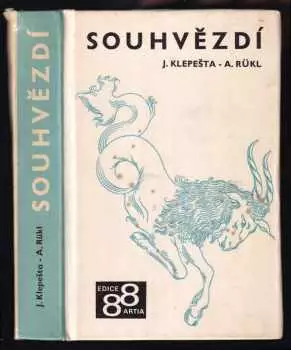 SOUHVĚZDÍ
J. Klepešta - A. Rükl
SOUHVĚZDÍ
J. KLEPEŠTA - A. RÜKL
EDICE
88
ARTIA